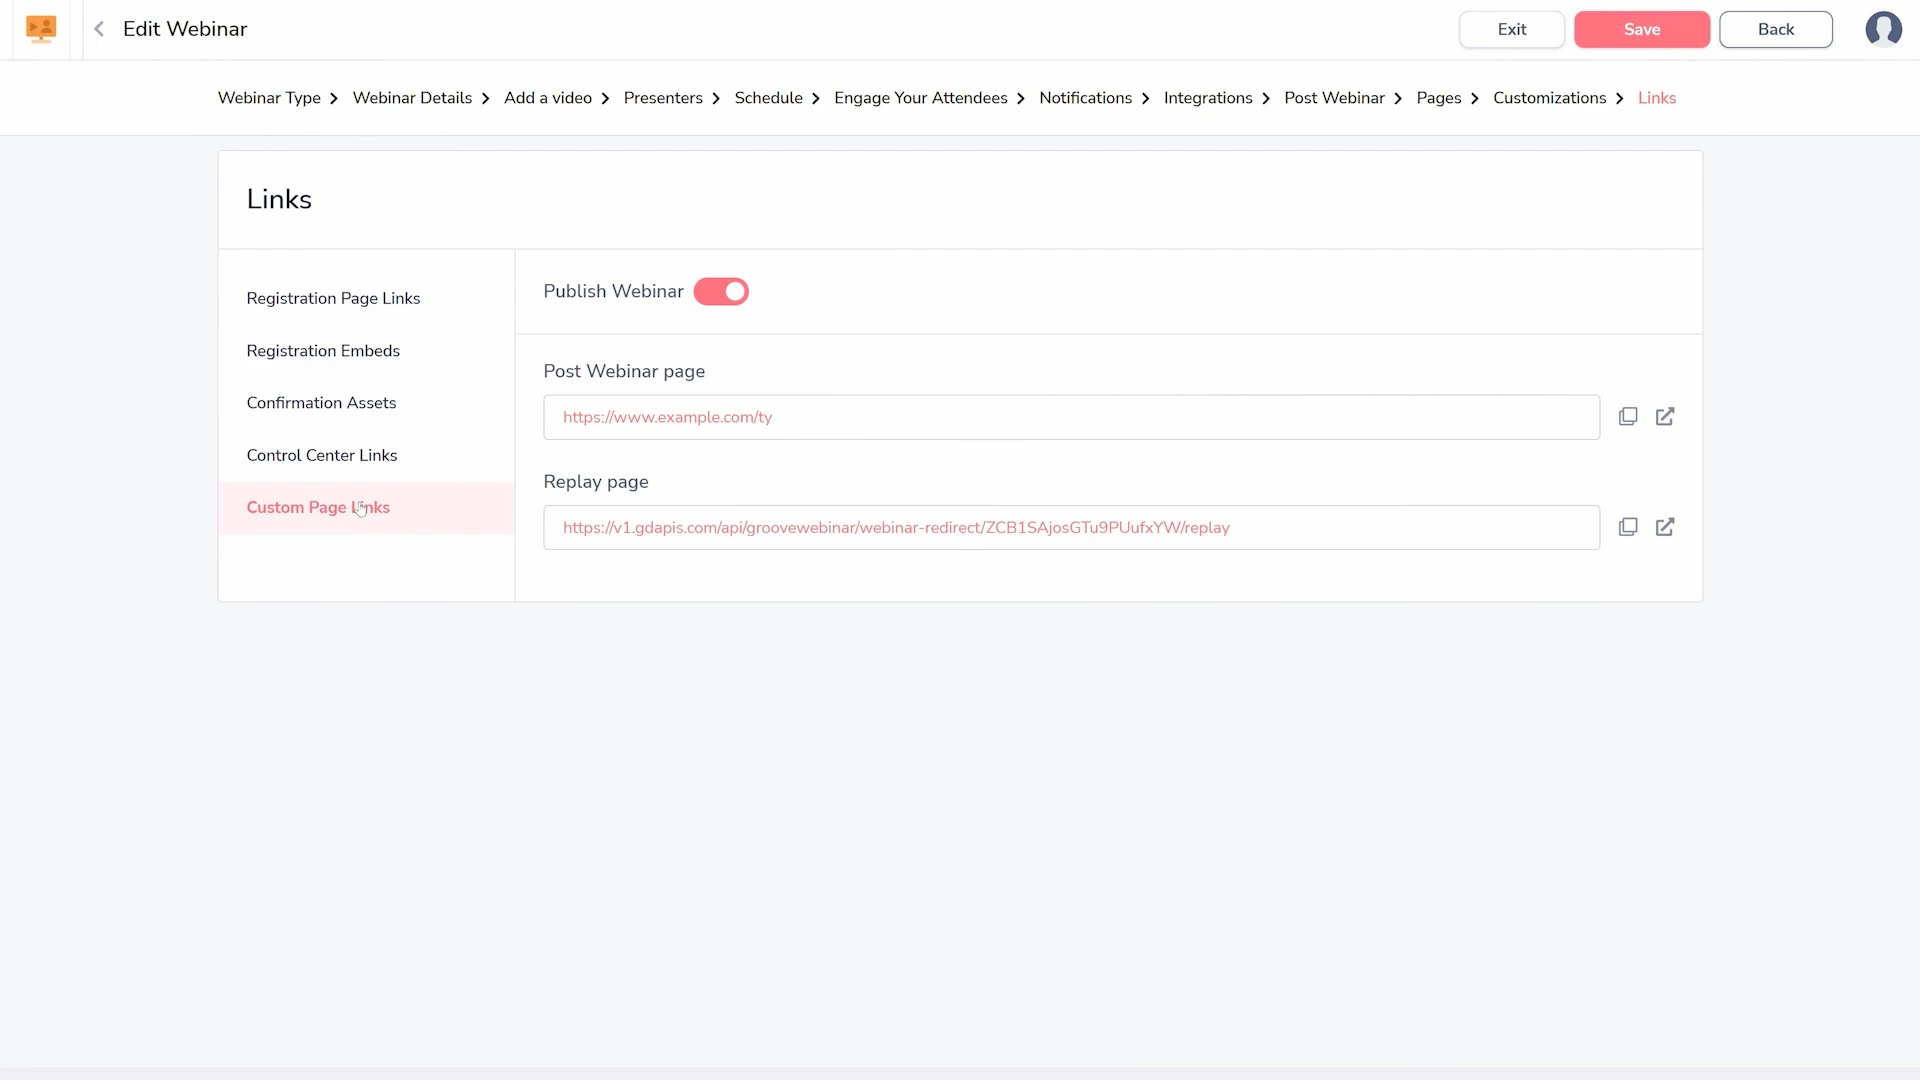 Edit Webinar
Exit
Save
Back
Webinar Type
Webinar Details
Add a video
Presenters
Schedule
Engage Your Attendees
Notifications
Integrations
Post Webinar
Pages
Customizations
Links
Links
Registration Page Links
Registration Embeds
Confirmation Assets
Control Center Links
Custom Page Links
Publish Webinar
Post Webinar page
https://www.example.com/ty
Replay page
https://v1.gdapis.com/api/groovewebinar/webinar-redirect/ZCB1SAjosGTu9PUufxYW/replay